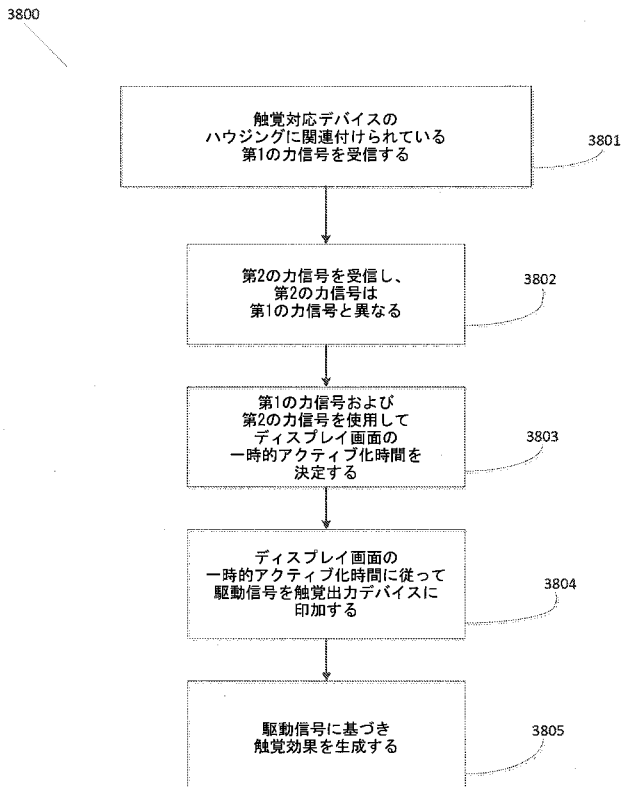 3800
触覚対応デバイスの
ハウジングに関連付けられている
第1の力信号を受信する
3801
第2の力信号を受信し、
第2の力信号は
第1の力信号と異なる
3802
第1の力信号および
第2の力信号を使用して
ディスプレイ画面の
一時的アクティブ化時間を
決定する
3803
ディスプレイ画面の
一時的アクティブ化時間に従って
駆動信号を触覚出力デバイスに
印加する
3804
駆動信号に基づき
触覚効果を生成する
3805